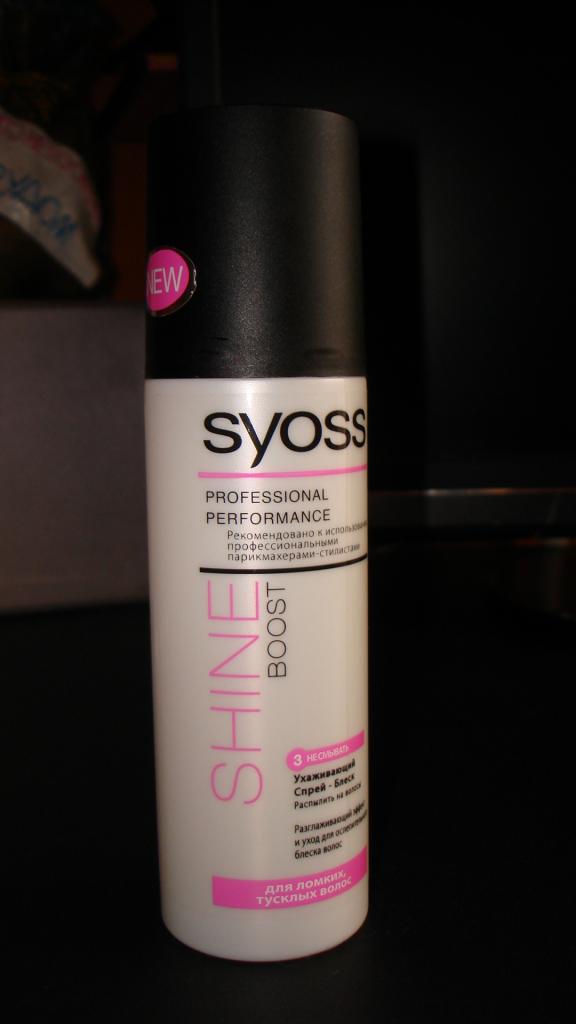 NEW
syoss
PROFESSIONAL
PERFORMANCE
Рекомендовано к использованию
профессиональными
парикмахерами-стилистами
SHINE
BOOST
3 НЕСМЫВАТЬ
Ухаживающий
Спрей - Блеск
Распылить на волосы
Разглаживающий эффект
и уход для ослепительного
блеска волос
для ломких,
тусклых волос